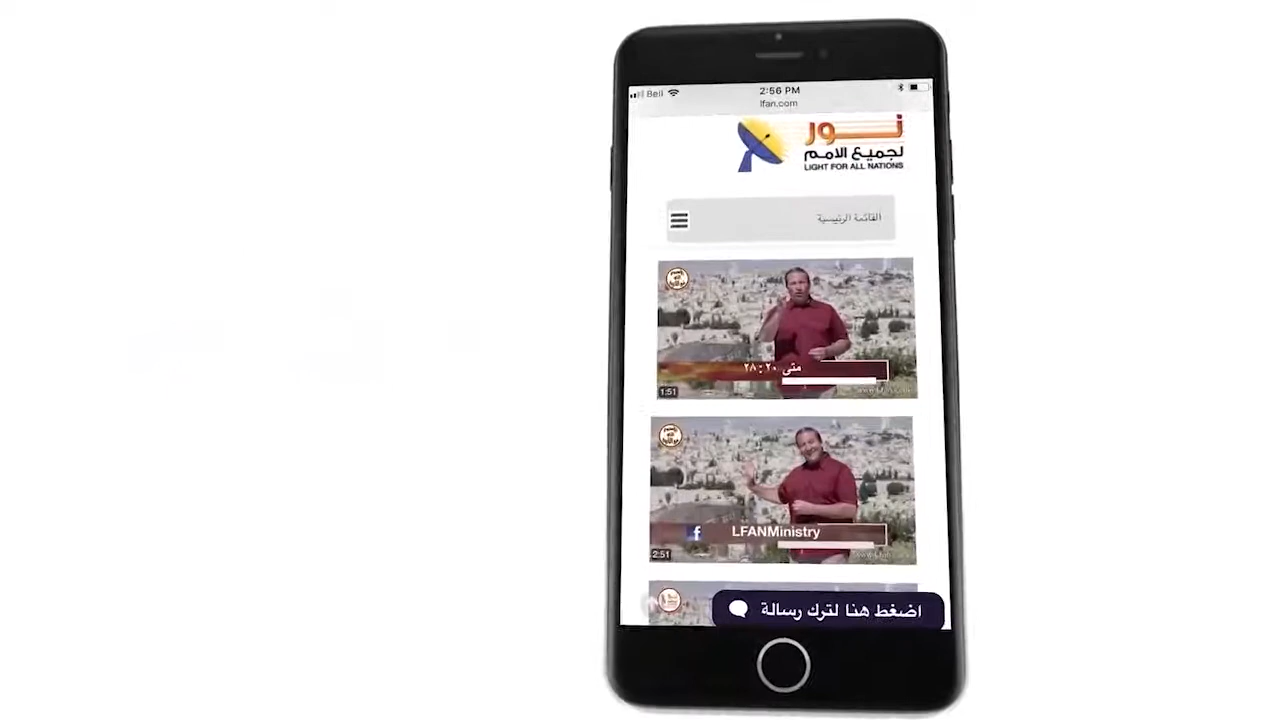 Bell
2:56 PM
lfan.com
نور
لجميع الامم
LIGHT FOR ALL NATIONS
القائمة الرئيسية
متى ٢٠:٢٨
1:51
LFANMinistry
2:51
اضغط هنا لترك رسالة